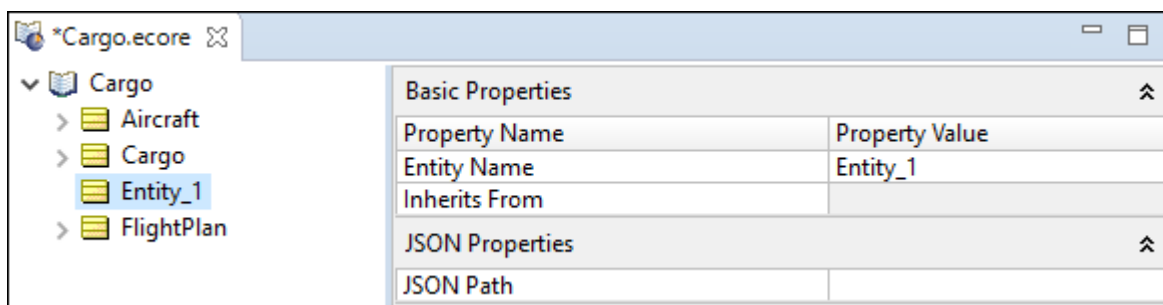 *Cargo.ecore
Cargo
Aircraft
Cargo
Entity_1
FlightPlan
Basic Properties
Property Name Property Value
Entity Name Entity_1
Inherits From
JSON Properties
JSON Path